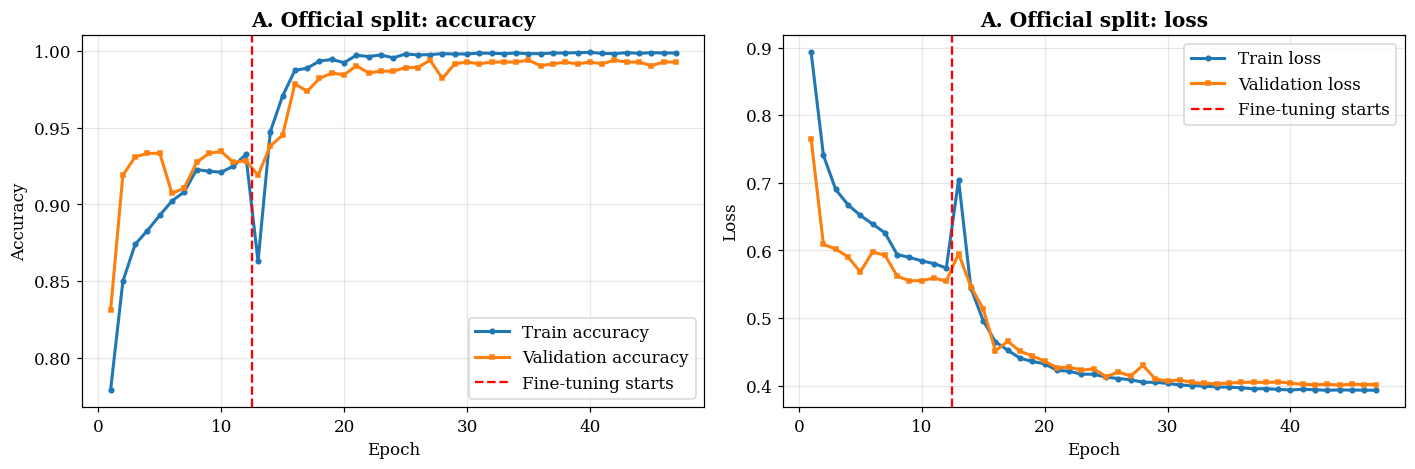 A. Official split: accuracy
1.00
0.95
0.90
0.85
0.80
Accuracy
0
10
20
30
40
Epoch
Train accuracy
Validation accuracy
Fine-tuning starts
A. Official split: loss
0.9
0.8
0.7
0.6
0.5
0.4
Loss
0
10
20
30
40
Epoch
Train loss
Validation loss
Fine-tuning starts